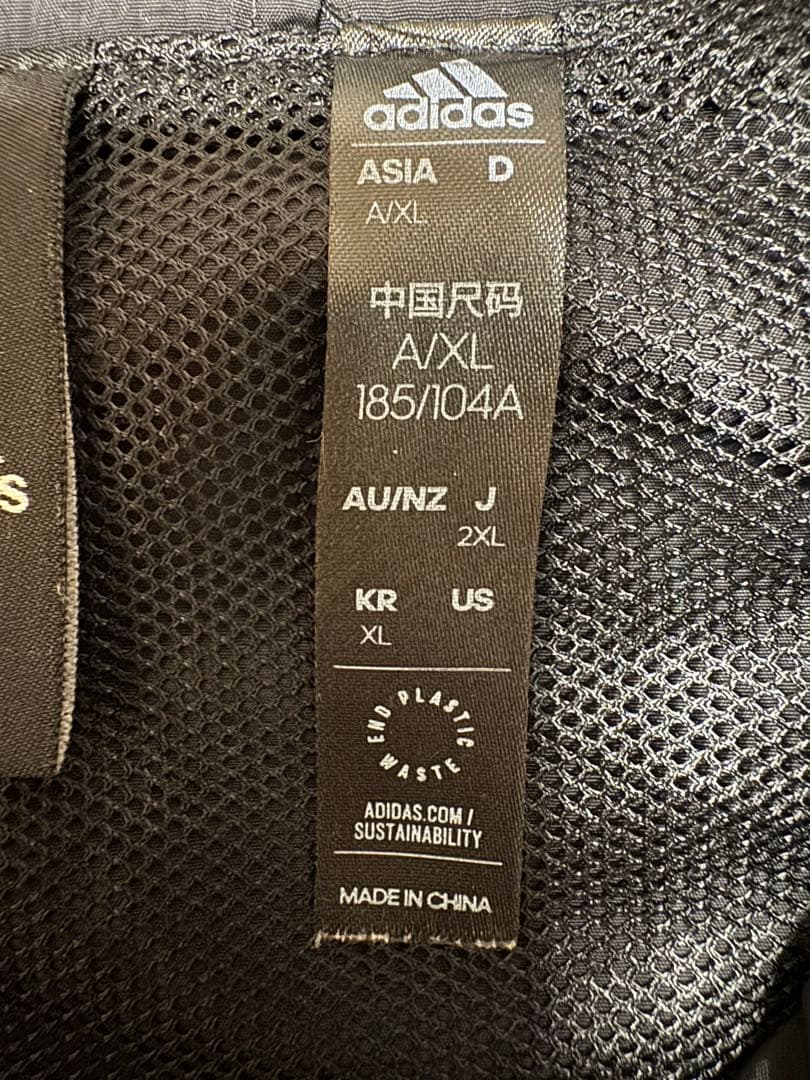 adidas
ASIA D
A/XL
中国尺码
A/XL
185/104A
AU/NZ J
2XL
KR US
XL
END PLASTIC WASTE
ADIDAS.COM /
SUSTAINABILITY
MADE IN CHINA